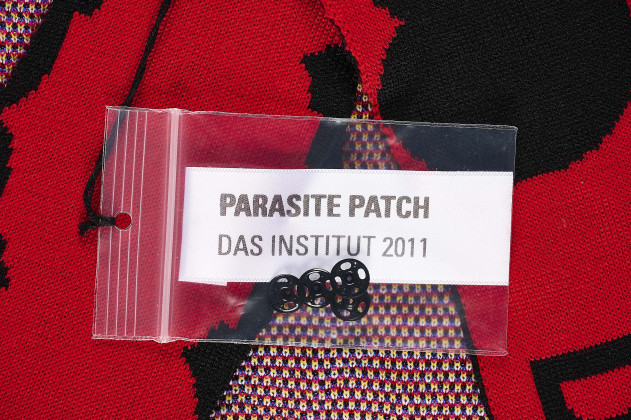 PARASITE PATCH
DAS INSTITUT 2011